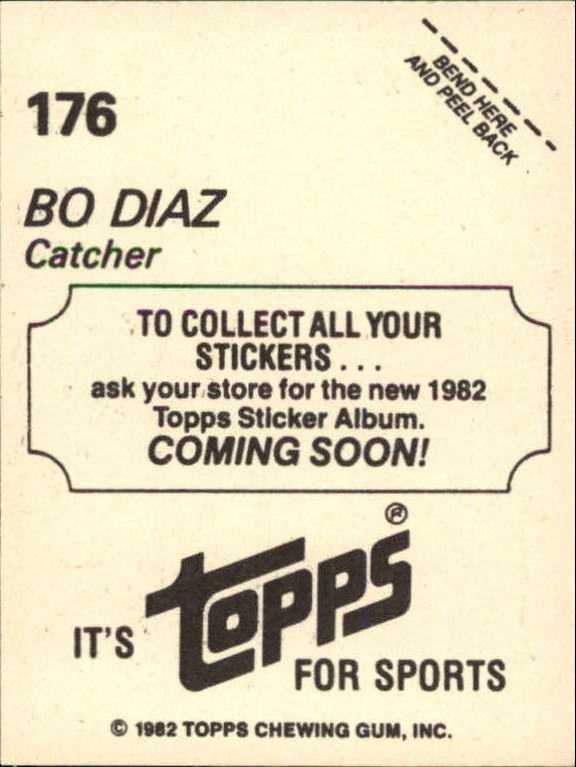 BEND HERE
AND PEEL BACK
176
BO DIAZ
Catcher
TO COLLECT ALL YOUR
STICKERS...
ask your store for the new 1982
Topps Sticker Album.
COMING SOON!
IT'S topps ®
FOR SPORTS
© 1982 TOPPS CHEWING GUM, INC.